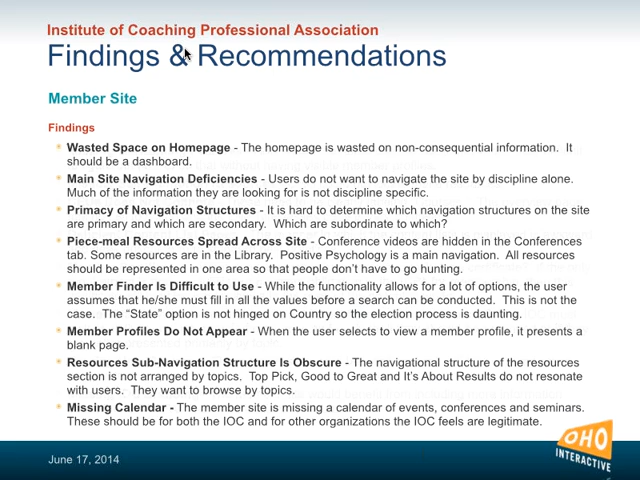 Institute of Coaching Professional Association
Findings & Recommendations
Member Site
Findings
Wasted Space on Homepage - The homepage is wasted on non-consequential information.  It
should be a dashboard.
Main Site Navigation Deficiencies - Users do not want to navigate the site by discipline alone.
Much of the information they are looking for is not discipline specific.
Primacy of Navigation Structures - It is hard to determine which navigation structures on the site
are primary and which are secondary.  Which are subordinate to which?
Piece-meal Resources Spread Across Site - Conference videos are hidden in the Conferences
tab. Some resources are in the Library.  Positive Psychology is a main navigation.  All resources
should be represented in one area so that people don't have to go hunting.
Member Finder Is Difficult to Use - While the functionality allows for a lot of options, the user
assumes that he/she must fill in all the values before a search can be conducted.  This is not the
case. The “State” option is not hinged on Country so the election process is daunting.
Member Profiles Do Not Appear - When the user selects to view a member profile, it presents a
blank page.
Resources Sub-Navigation Structure Is Obscure - The navigational structure of the resources
section is not arranged by topics.  Top Pick, Good to Great and It's About Results do not resonate
with users.  They want to browse by topics.
Missing Calendar - The member site is missing a calendar of events, conferences and seminars.
These should be for both the IOC and for other organizations the IOC feels are legitimate.
June 17, 2014
OHO
INTERACTIVE